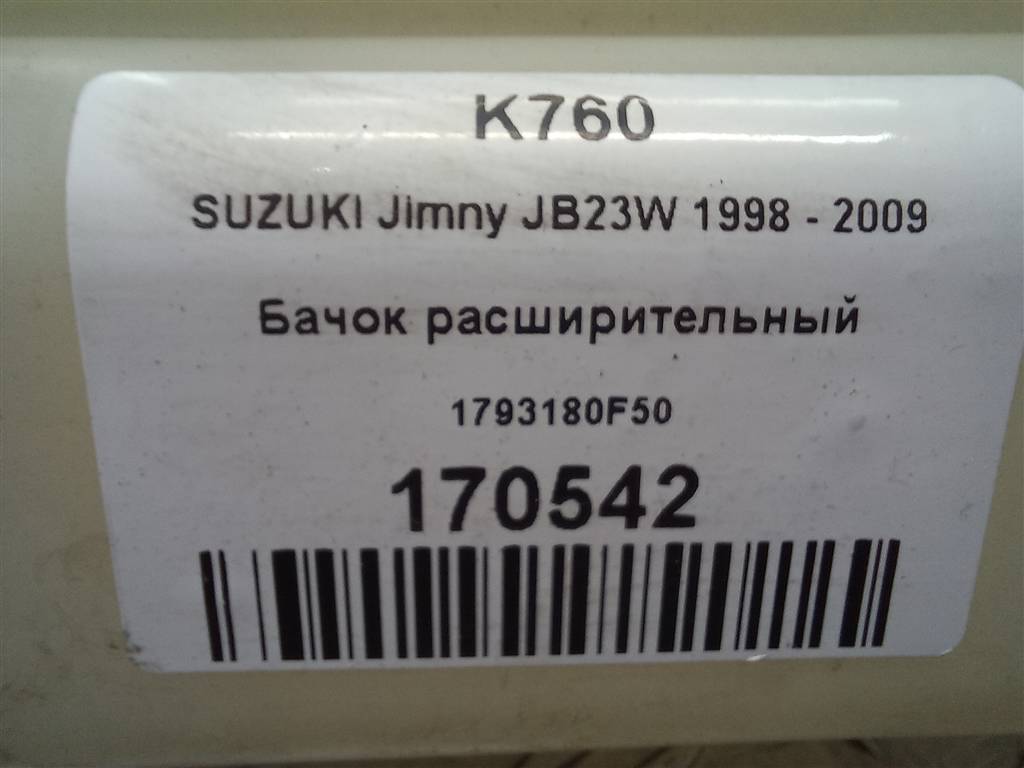 K760
SUZUKI Jimny JB23W 1998 - 2009
Бачок расширительный
1793180F50
170542